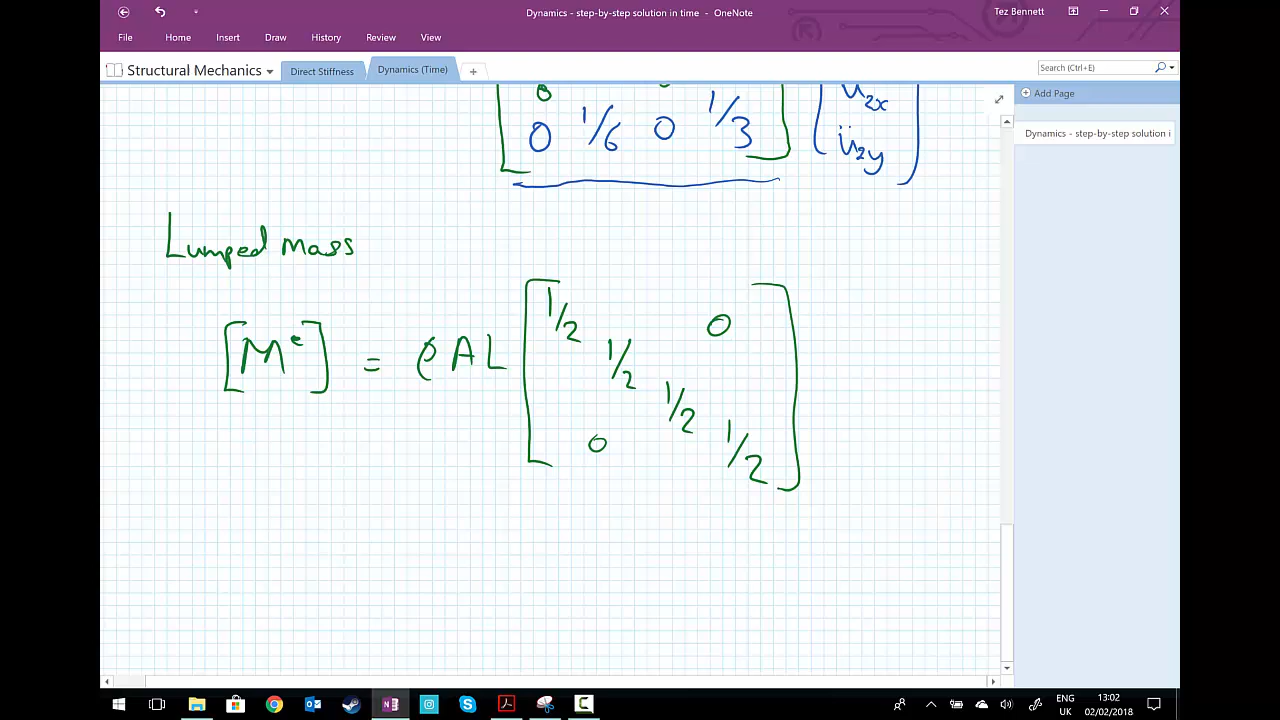 Dynamics - step-by-step solution in time - OneNote
Tez Bennett
File Home Insert Draw History Review View
Structural Mechanics Direct Stiffness Dynamics (Time) + Search (Ctrl+E)
Add Page
Dynamics - step-by-step solution i
0 ü2x
0 1/6 0 1/3 ü2y
Lumped Mass
[Mᵉ] = ρAL [
1/2 0
1/2
1/2
0 1/2 ]
ENG 13:02
UK 02/02/2018